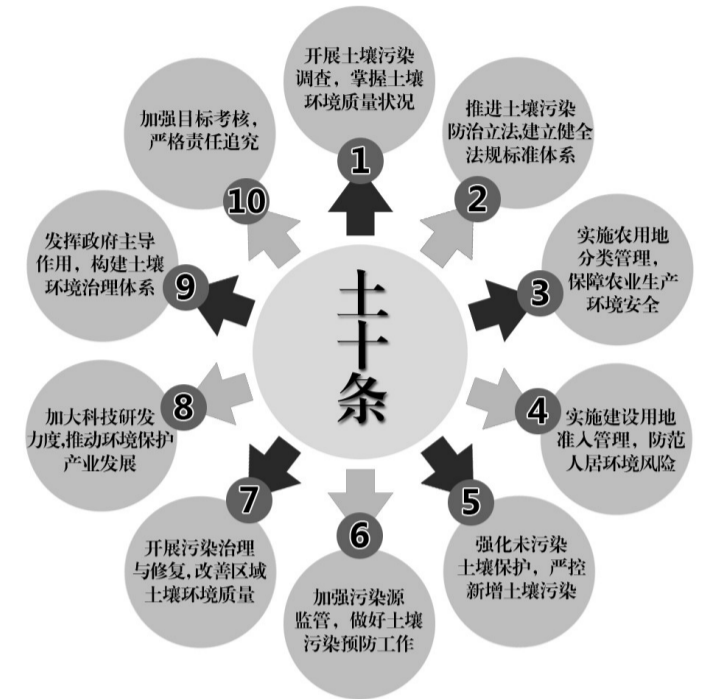 土十条
1
开展土壤污染
调查，掌握土壤
环境质量状况
2
推进土壤污染
防治立法,建立健全
法规标准体系
3
实施农用地
分类管理，
保障农业生产
环境安全
4
实施建设用地
准入管理，防范
人居环境风险
5
强化未污染
土壤保护，严控
新增土壤污染
6
加强污染源
监管，做好土壤
污染预防工作
7
开展污染治理
与修复,改善区域
土壤环境质量
8
加大科技研发
力度,推动环境保护
产业发展
9
发挥政府主导
作用，构建土壤
环境治理体系
10
加强目标考核，
严格责任追究